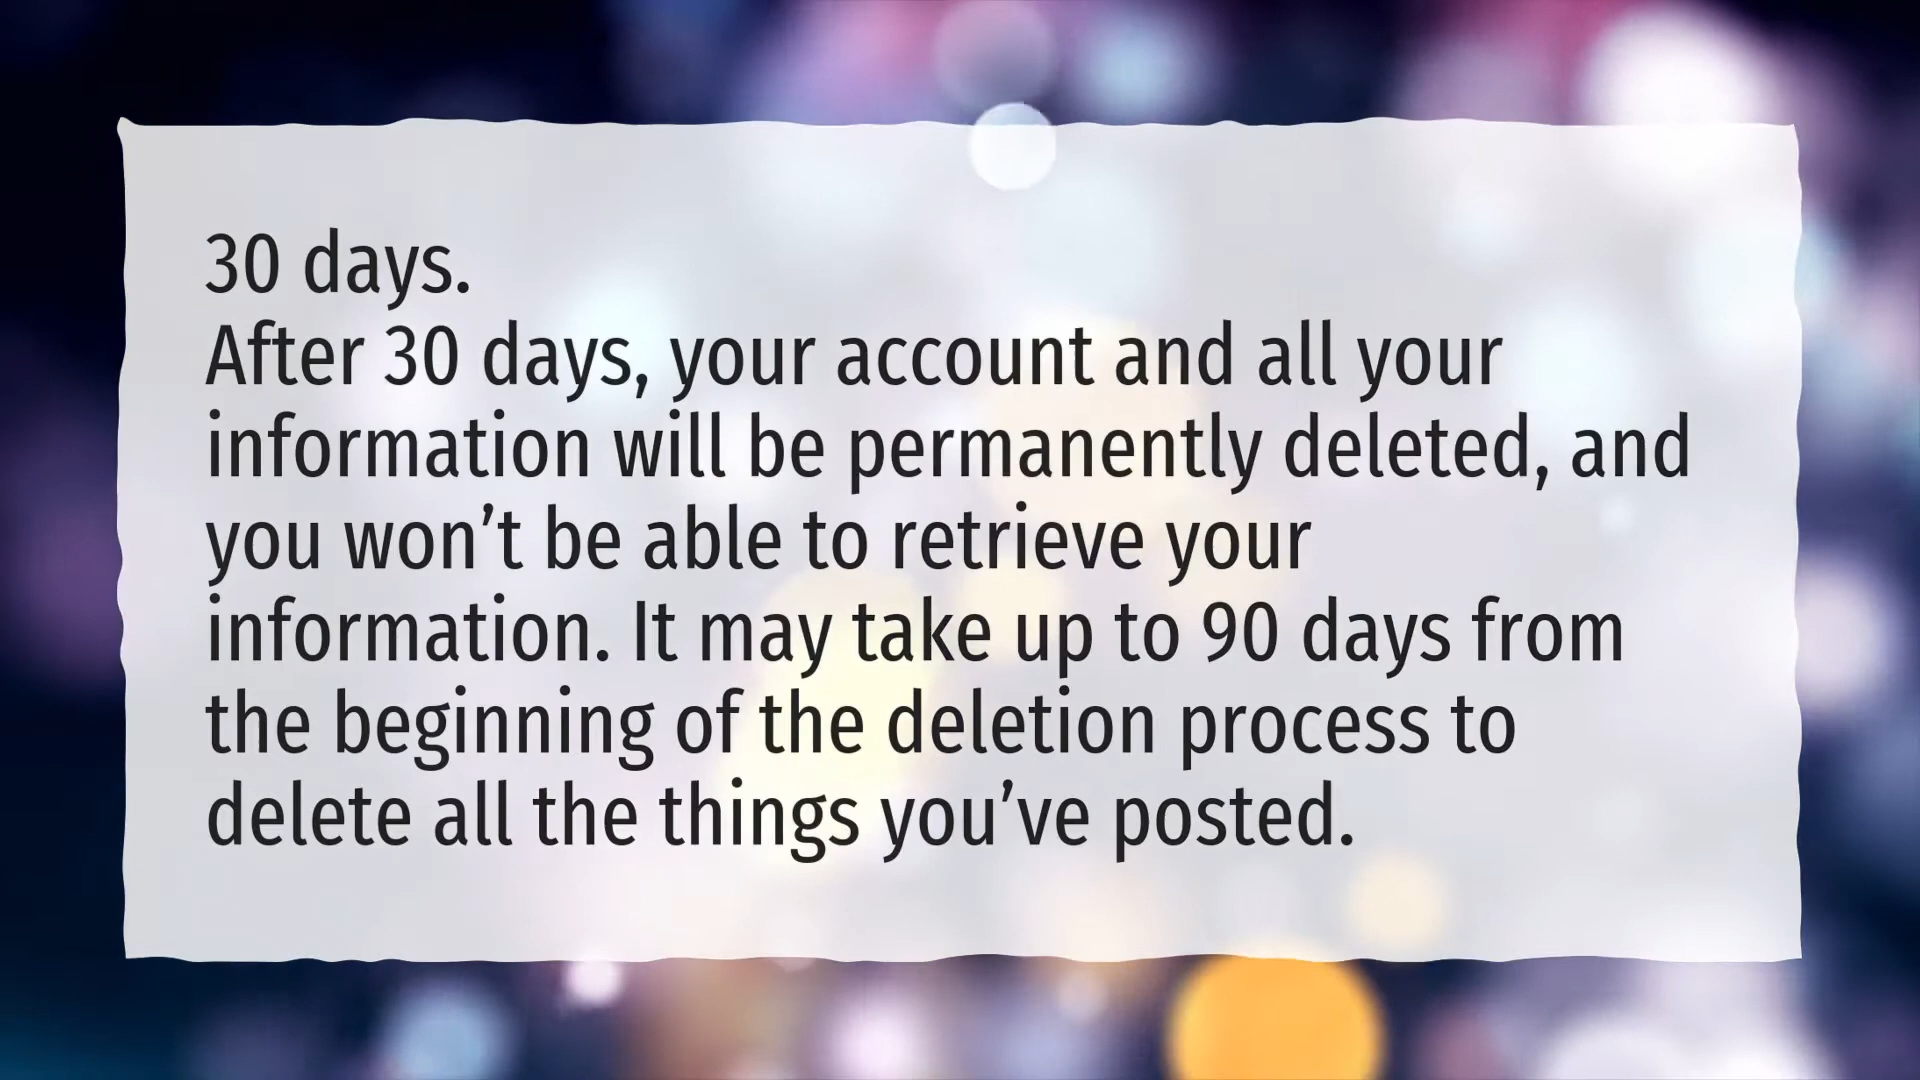 30 days.
After 30 days, your account and all your
information will be permanently deleted, and
you won’t be able to retrieve your
information. It may take up to 90 days from
the beginning of the deletion process to
delete all the things you’ve posted.